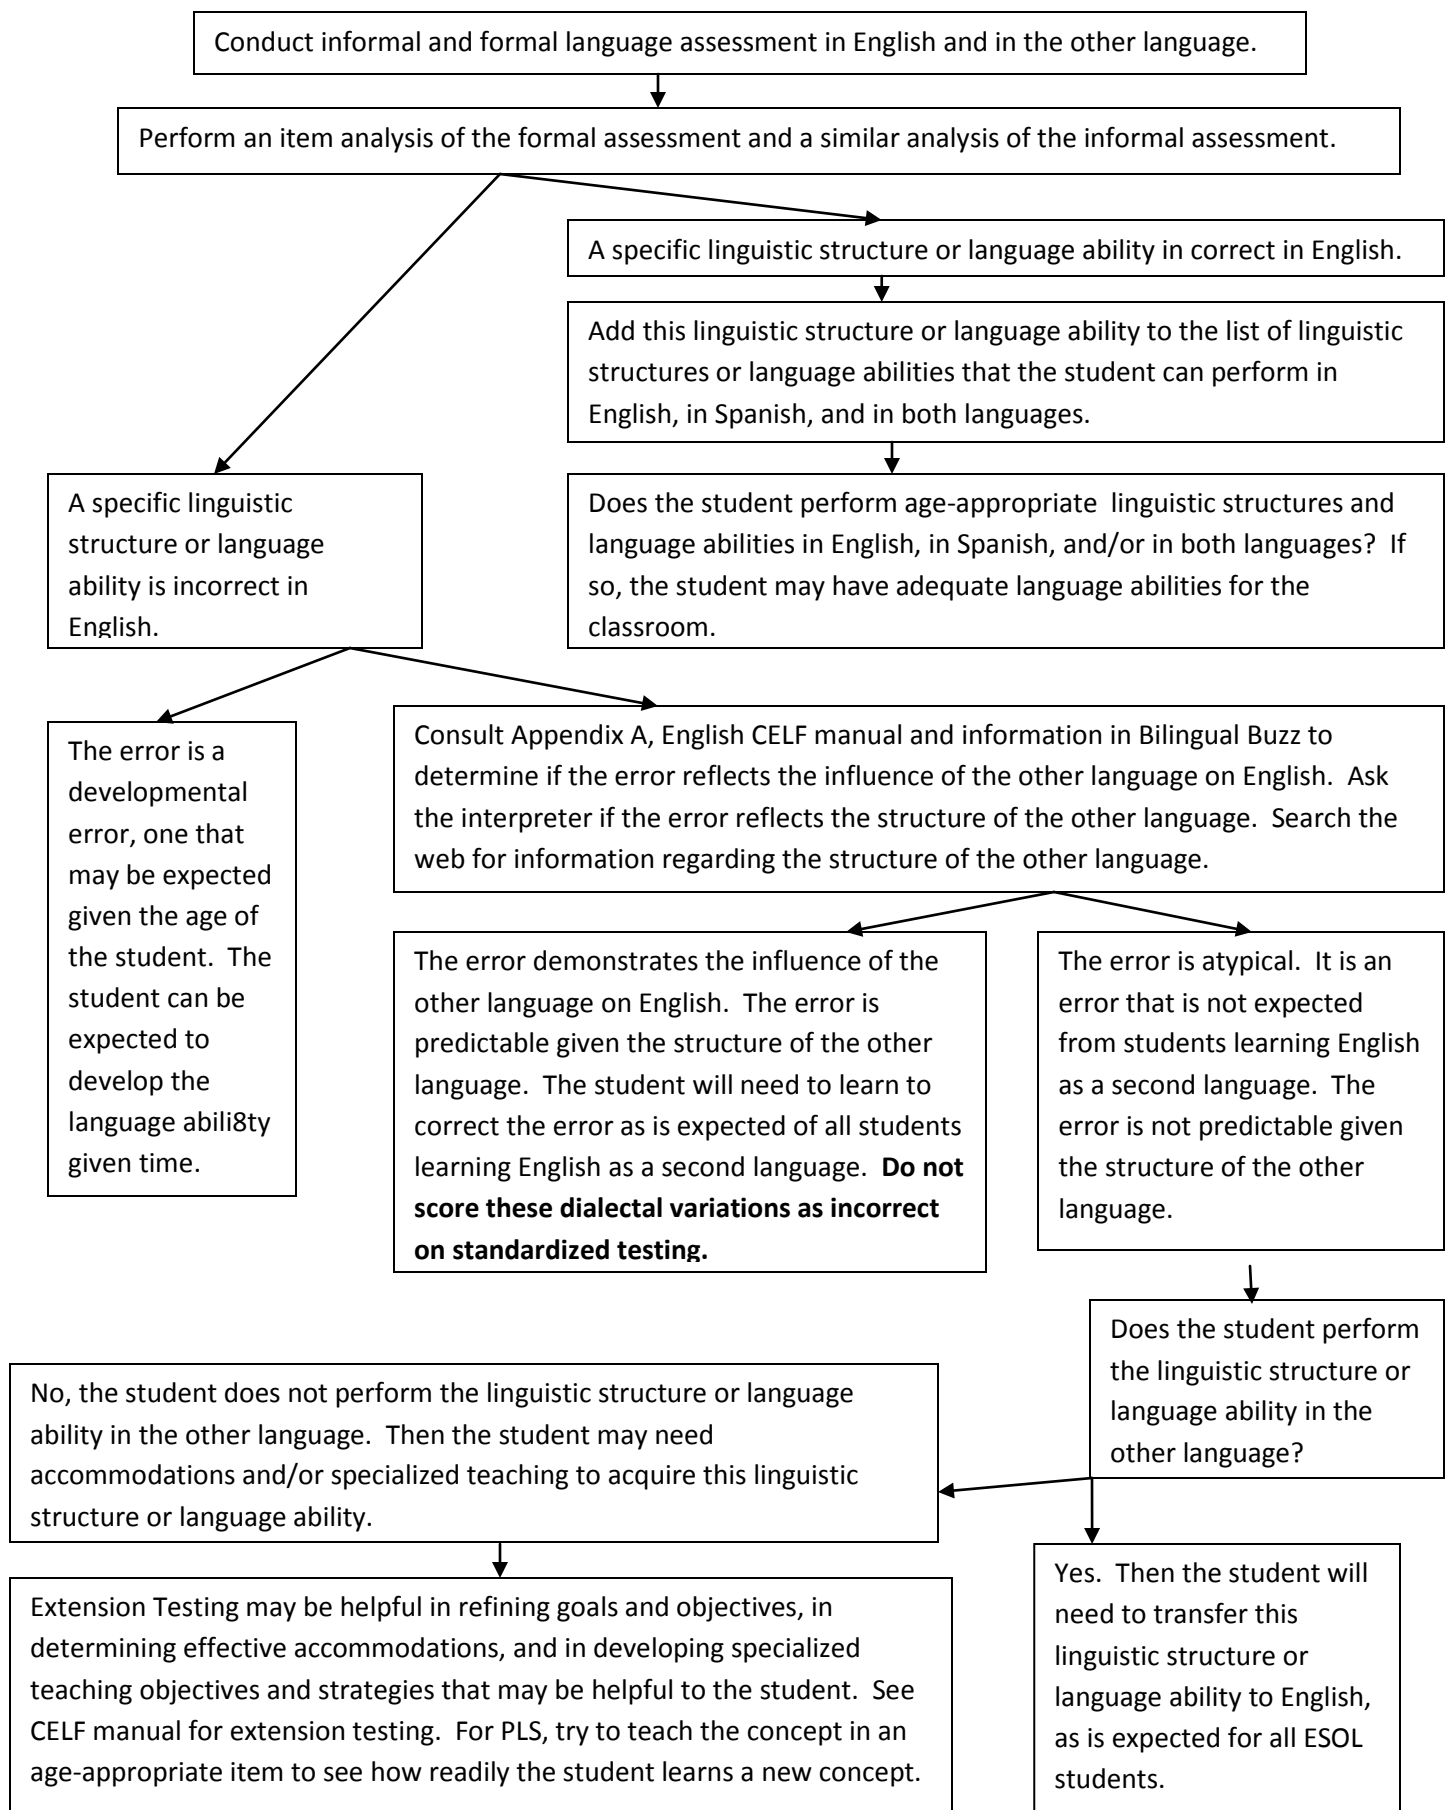 Conduct informal and formal language assessment in English and in the other language.
Perform an item analysis of the formal assessment and a similar analysis of the informal assessment.
A specific linguistic structure or language ability in correct in English.
Add this linguistic structure or language ability to the list of linguistic
structures or language abilities that the student can perform in
English, in Spanish, and in both languages.
A specific linguistic
structure or language
ability is incorrect in
English.
Does the student perform age-appropriate linguistic structures and
language abilities in English, in Spanish, and/or in both languages? If
so, the student may have adequate language abilities for the
classroom.
The error is a
developmental
error, one that
may be expected
given the age of
the student. The
student can be
expected to
develop the
language abili8ty
given time.
Consult Appendix A, English CELF manual and information in Bilingual Buzz to
determine if the error reflects the influence of the other language on English. Ask
the interpreter if the error reflects the structure of the other language. Search the
web for information regarding the structure of the other language.
The error demonstrates the influence of the
other language on English. The error is
predictable given the structure of the other
language. The student will need to learn to
correct the error as is expected of all students
learning English as a second language. Do not
score these dialectal variations as incorrect
on standardized testing.
The error is atypical. It is an
error that is not expected
from students learning English
as a second language. The
error is not predictable given
the structure of the other
language.
Does the student perform
the linguistic structure or
language ability in the
other language?
No, the student does not perform the linguistic structure or language
ability in the other language. Then the student may need
accommodations and/or specialized teaching to acquire this linguistic
structure or language ability.
Yes. Then the student will
need to transfer this
linguistic structure or
language ability to English,
as is expected for all ESOL
students.
Extension Testing may be helpful in refining goals and objectives, in
determining effective accommodations, and in developing specialized
teaching objectives and strategies that may be helpful to the student. See
CELF manual for extension testing. For PLS, try to teach the concept in an
age-appropriate item to see how readily the student learns a new concept.